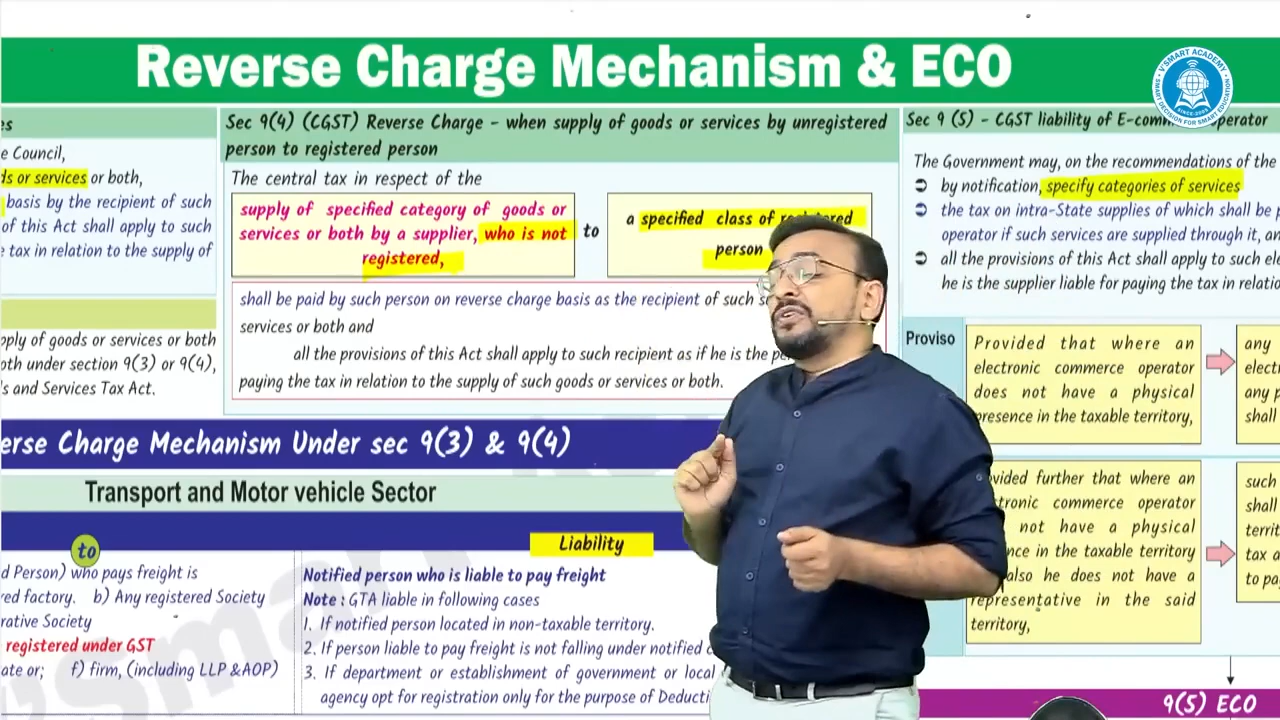 Reverse Charge Mechanism & ECO
V SMART ACADEMY
SMART DECISION FOR SMART EDUCATION
es
e Council,
ds or services or both,
basis by the recipient of such
of this Act shall apply to such
e tax in relation to the supply of
pply of goods or services or both
oth under section 9(3) or 9(4),
s and Services Tax Act.
Sec 9(4) (CGST) Reverse Charge - when supply of goods or services by unregistered
person to registered person
The central tax in respect of the
supply of specified category of goods or
services or both by a supplier, who is not
registered,
to
a specified class of registered
person
shall be paid by such person on reverse charge basis as the recipient of such
services or both and
all the provisions of this Act shall apply to such recipient as if he is the
paying the tax in relation to the supply of such goods or services or both.
Sec 9 (5) - CGST liability of E-commerce operator
The Government may, on the recommendations of the
➲ by notification, specify categories of services
➲ the tax on intra-State supplies of which shall be p
operator if such services are supplied through it, an
➲ all the provisions of this Act shall apply to such ele
he is the supplier liable for paying the tax in relatio
Proviso
Provided that where an
electronic commerce operator
does not have a physical
presence in the taxable territory,
any
elect
any p
shall
Provided further that where an
electronic commerce operator
not have a physical
presence in the taxable territory
also he does not have a
representative in the said
territory,
such
shall
territ
tax a
to pa
9(5) ECO
erse Charge Mechanism Under sec 9(3) & 9(4)
Transport and Motor vehicle Sector
to
Liability
d Person) who pays freight is
red factory. b) Any registered Society
rative Society
registered under GST
ate or; f) firm, (including LLP & AOP)
Notified person who is liable to pay freight
Note : GTA liable in following cases
1. If notified person located in non-taxable territory.
2. If person liable to pay freight is not falling under notified
3. If department or establishment of government or local
agency opt for registration only for the purpose of Deducti